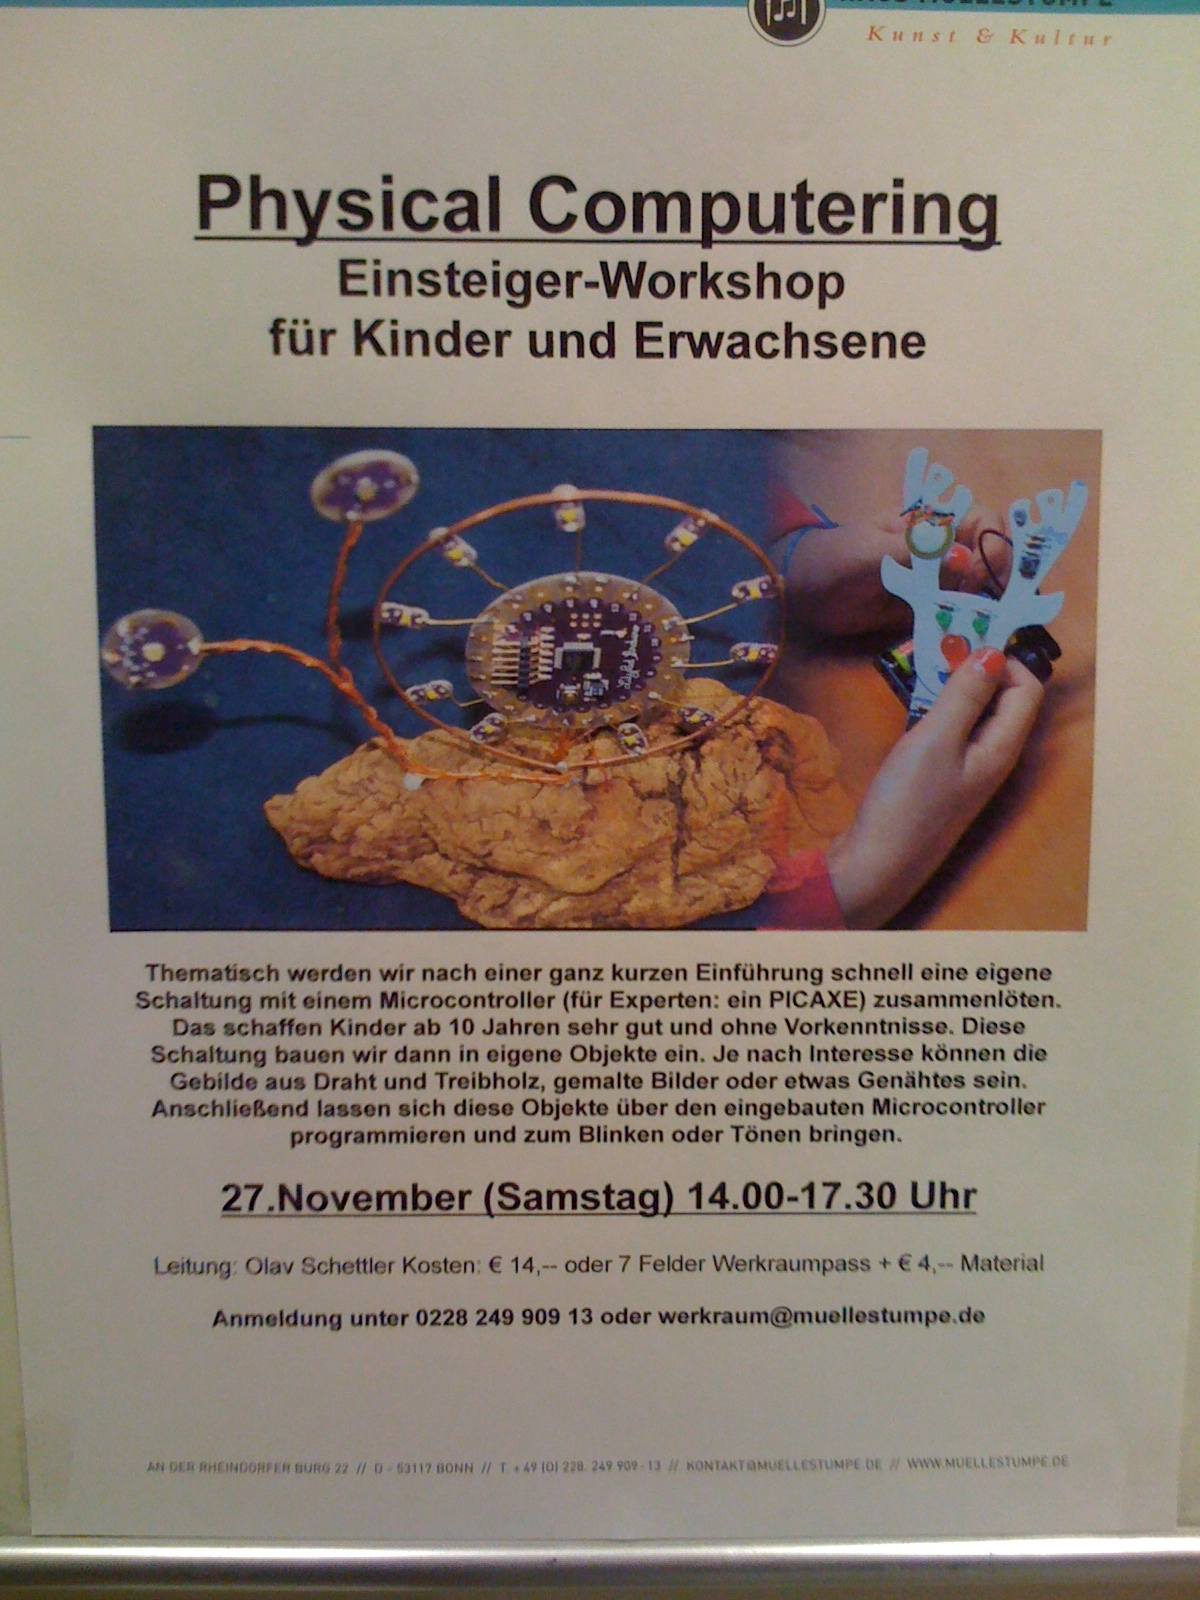 Kunst & Kultur
Physical Computering
Einsteiger-Workshop
für Kinder und Erwachsene
Thematisch werden wir nach einer ganz kurzen Einführung schnell eine eigene
Schaltung mit einem Microcontroller (für Experten: ein PICAXE) zusammenlöten.
Das schaffen Kinder ab 10 Jahren sehr gut und ohne Vorkenntnisse. Diese
Schaltung bauen wir dann in eigene Objekte ein. Je nach Interesse können die
Gebilde aus Draht und Treibholz, gemalte Bilder oder etwas Genähtes sein.
Anschließend lassen sich diese Objekte über den eingebauten Microcontroller
programmieren und zum Blinken oder Tönen bringen.
27.November (Samstag) 14.00-17.30 Uhr
Leitung: Olav Schettler Kosten: € 14,-- oder 7 Felder Werkraumpass + € 4,-- Material
Anmeldung unter 0228 249 909 13 oder werkraum@muellestumpe.de
AN DER RHEINDORFER BURG 22 // D - 53117 BONN // T +49 (0) 228. 249 909-13 // KONTAKT@MUELLESTUMPE.DE // WWW.MUELLESTUMPE.DE